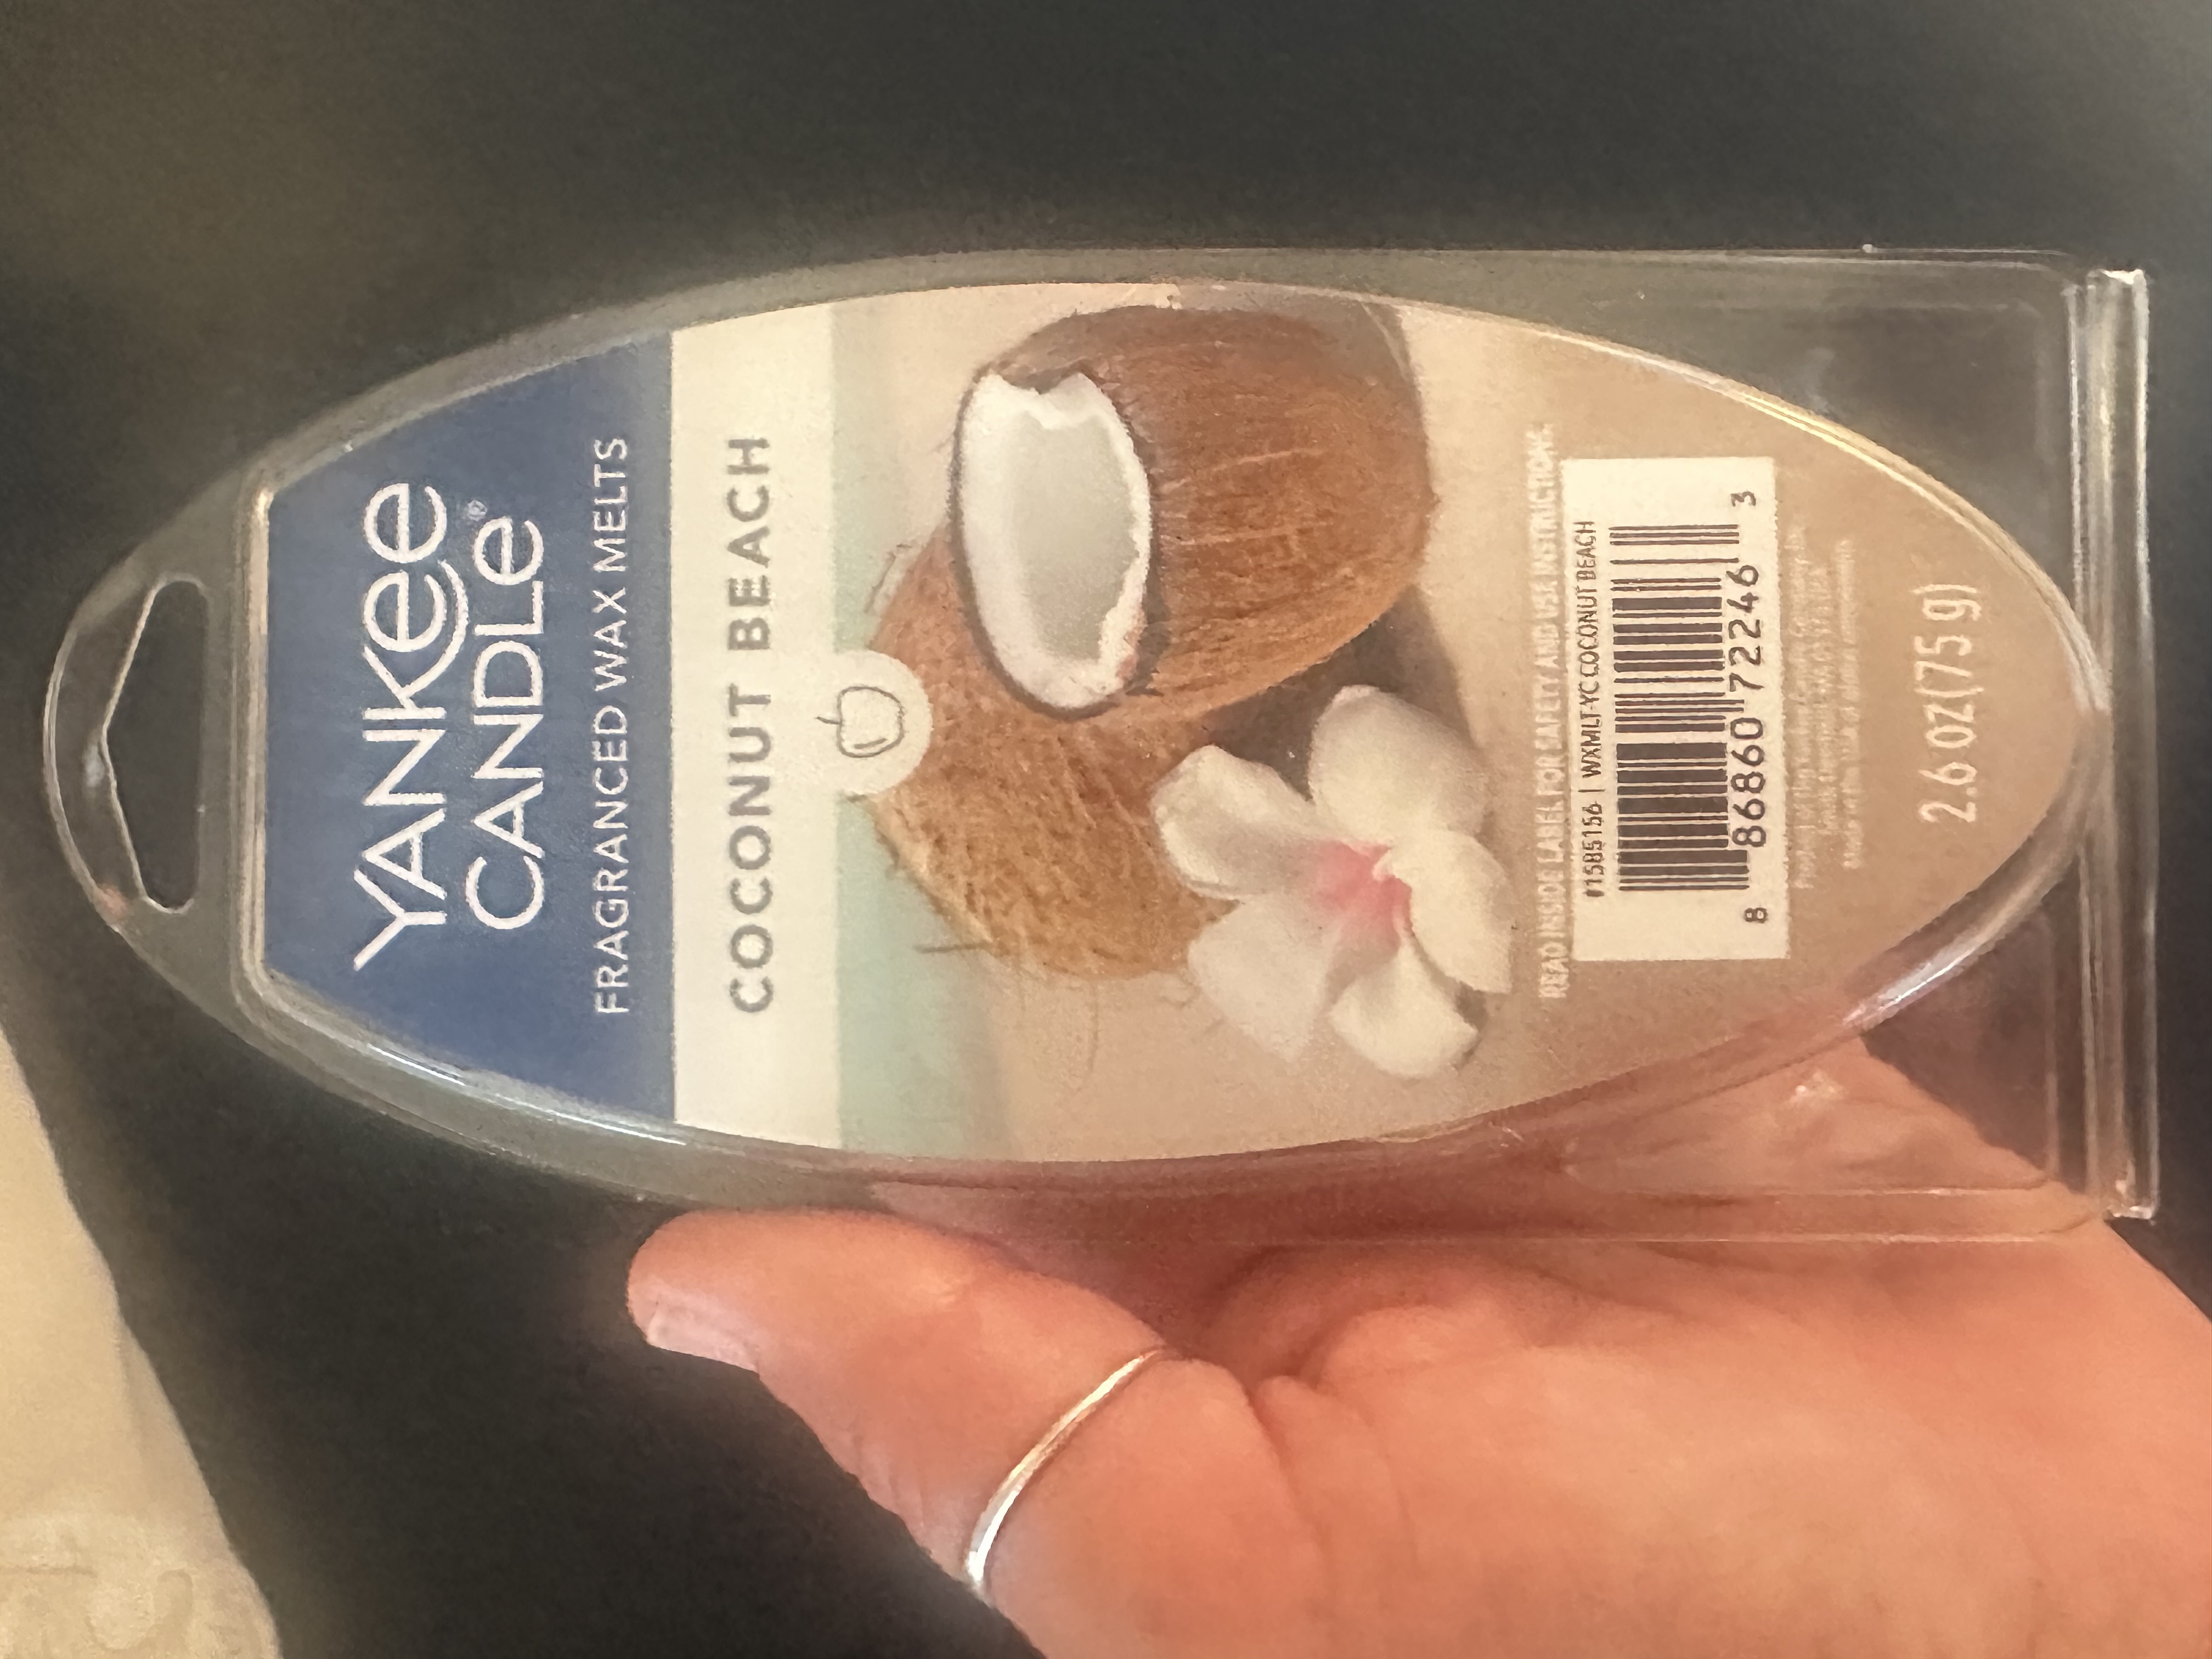 YANKee
CANDLe®
FRAGRANCED WAX MELTS
COCONUT BEACH
READ INSIDE LABEL FOR SAFETY AND USE INSTRUCTIONS.
#1585156 | WXMLT-YC COCONUT BEACH
8 86860 72246 3
2.6 oz (75 g)